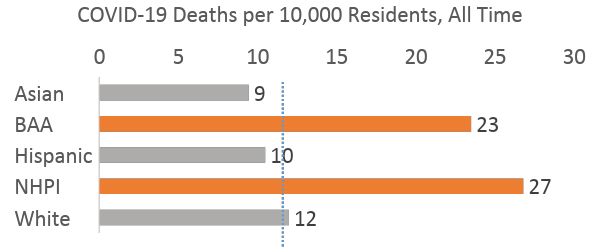 COVID-19 Deaths per 10,000 Residents, All Time
0 5 10 15 20 25 30
Asian 9
BAA 23
Hispanic 10
NHPI 27
White 12